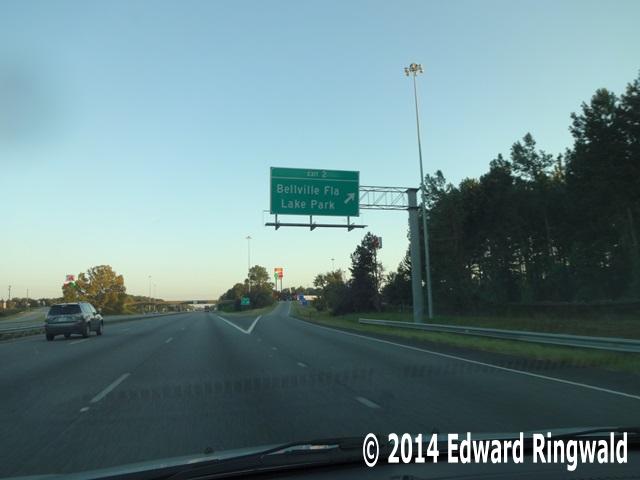 EXIT 2
Bellville Fla
Lake Park
© 2014 Edward Ringwald